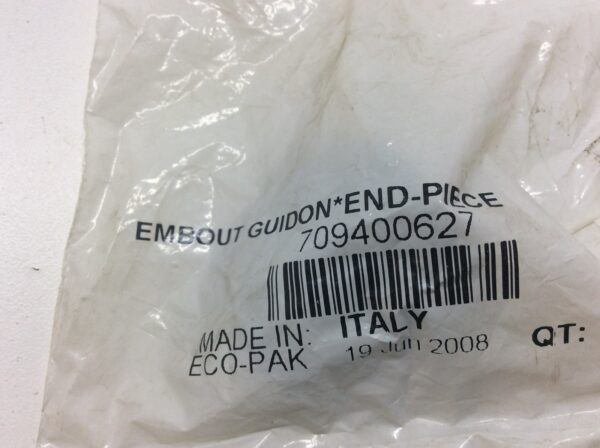 EMBOUT GUIDON*END-PIECE
709400627
MADE IN: ITALY
ECO-PAK 19 Jun 2008 QT: